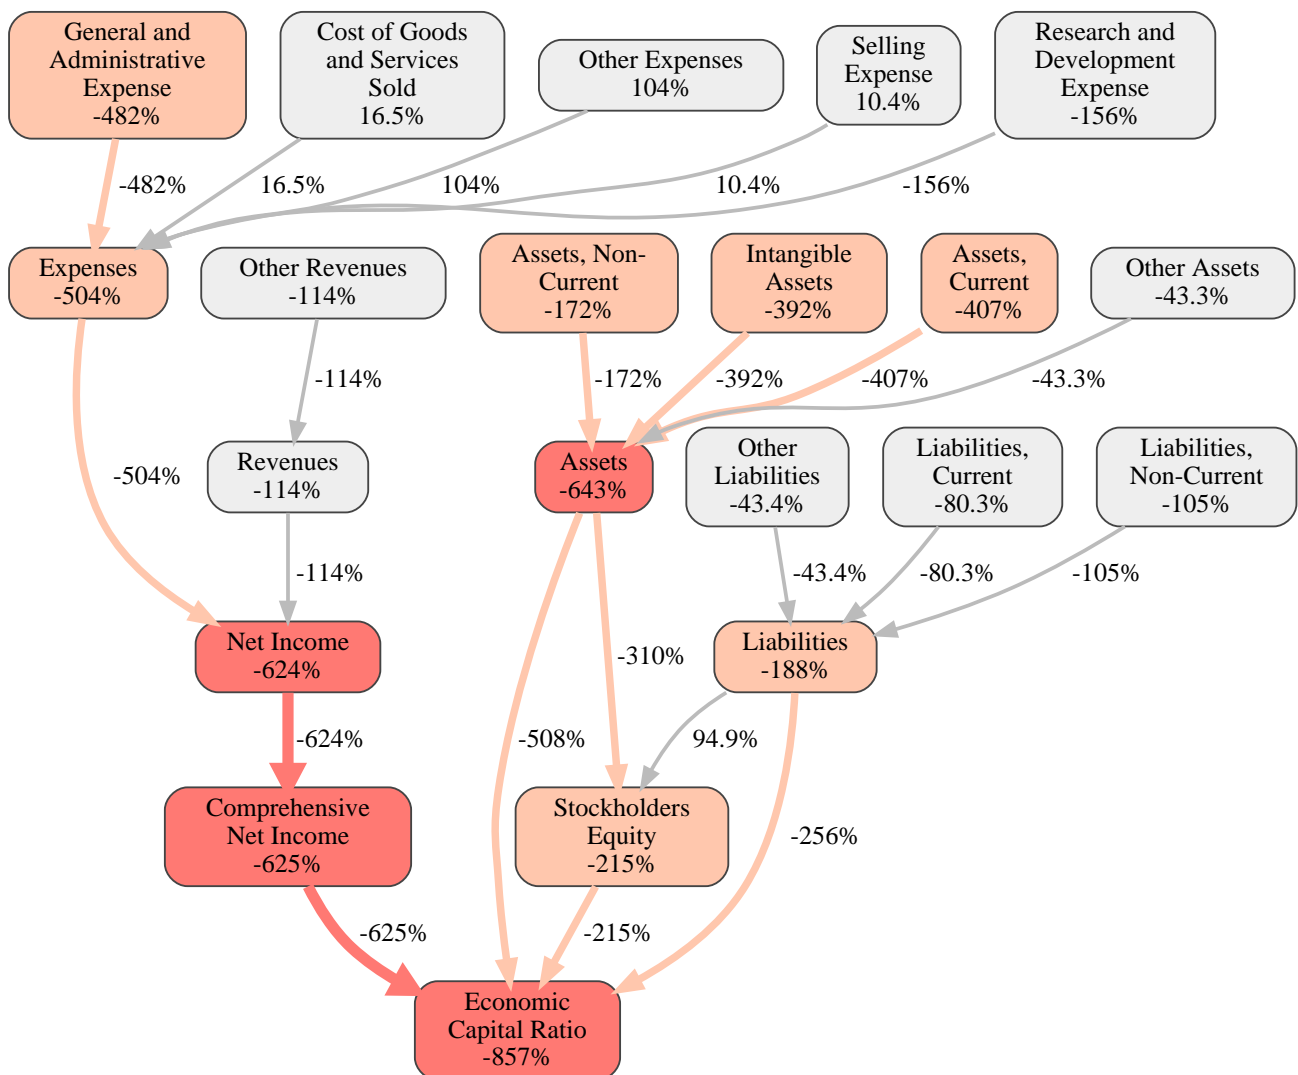 General and
Administrative
Expense
-482%
Cost of Goods
and Services
Sold
16.5%
Other Expenses
104%
Selling
Expense
10.4%
Research and
Development
Expense
-156%
-482%
16.5%
104%
10.4%
-156%
Expenses
-504%
Other Revenues
-114%
Assets, Non-
Current
-172%
Intangible
Assets
-392%
Assets,
Current
-407%
Other Assets
-43.3%
-114%
-172%
-392%
-407%
-43.3%
-504%
Revenues
-114%
Assets
-643%
Other
Liabilities
-43.4%
Liabilities,
Current
-80.3%
Liabilities,
Non-Current
-105%
-114%
-43.4%
-80.3%
-105%
Net Income
-624%
-310%
Liabilities
-188%
-624%
-508%
94.9%
Comprehensive
Net Income
-625%
Stockholders
Equity
-215%
-256%
-625%
-215%
Economic
Capital Ratio
-857%